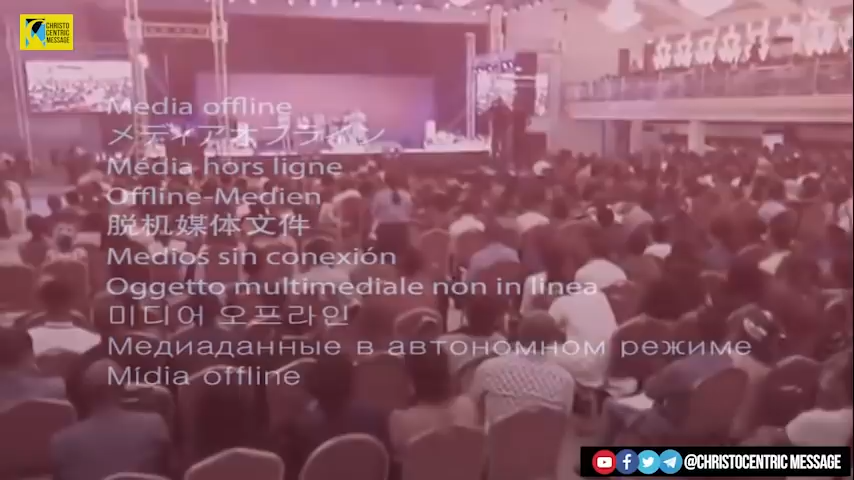 CHRISTO
CENTRIC
MESSAGE
Media offline
メディアオフライン
Média hors ligne
Offline-Medien
脱机媒体文件
Medios sin conexión
Oggetto multimediale non in linea
미디어 오프라인
Медиаданные в автономном режиме
Mídia offline
@CHRISTOCENTRIC MESSAGE